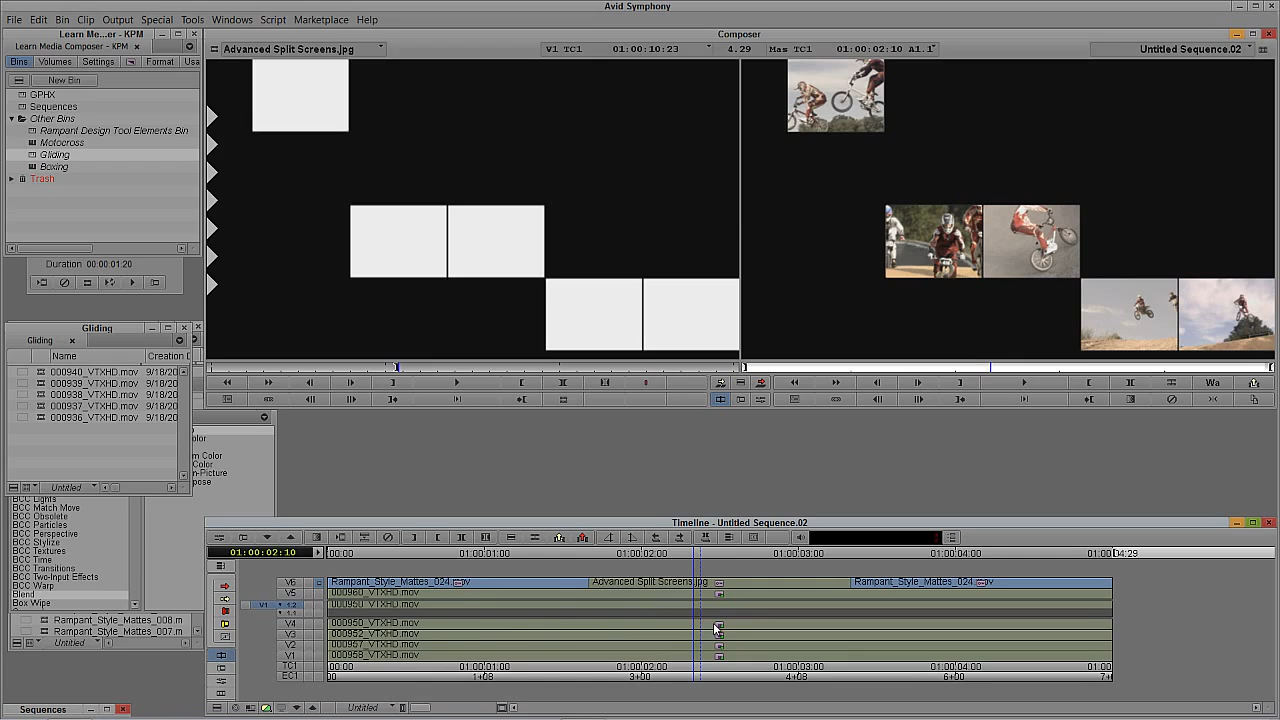 Avid Symphony
File Edit Bin Clip Output Special Tools Windows Script Marketplace Help
Learn Me...er - KPM
Composer
Learn Media Composer - KPM
Advanced Split Screens.jpg
V1 TC1 01:00:10:23 4.29 Mas TC1 01:00:02:10 A1.1
Untitled Sequence.02
Bins Volumes Settings Format Usa
New Bin
GPHX
Sequences
Other Bins
Rampant Design Tool Elements Bin
Motocross
Gliding
Boxing
Trash
Duration 00:00:01:20
Gliding
Gliding
Name Creation D
000940_VTXHD.mov 9/18/20
000939_VTXHD.mov 9/18/20
000938_VTXHD.mov 9/18/20
000937_VTXHD.mov 9/18/20
000936_VTXHD.mov 9/18/20
Wa
olor
m Color
Color
n-Picture
pose
Untitled
BCC Lights
BCC Match Move
BCC Obsolete
BCC Particles
BCC Perspective
BCC Stylize
BCC Textures
BCC Time
BCC Transitions
BCC Two-Input Effects
BCC Warp
Blend
Box Wipe
Rampant_Style_Mattes_008 m
Rampant_Style_Mattes_007.m
Untitled
Sequences
Timeline - Untitled Sequence.02
01:00:02:10 00:00 01:00:01:00 01:00:02:00 01:00:03:00 01:00:04:00 01:00 04:29
V6 Rampant_Style_Mattes_024 ov Advanced Split Screens.jpg Rampant_Style_Mattes_024 ov
V5 000960_VTXHD.mov
V1 1.2 000950_VTXHD.mov
1.1
V4 000950_VTXHD.mov
V3 000952_VTXHD.mov
V2 000957_VTXHD.mov
V1 000958_VTXHD.mov
TC1 00:00 01:00:01:00 01:00:02:00 01:00:03:00 01:00:04:00 01:00
EC1 00 1+08 3+00 4+08 6+00 7+
Untitled